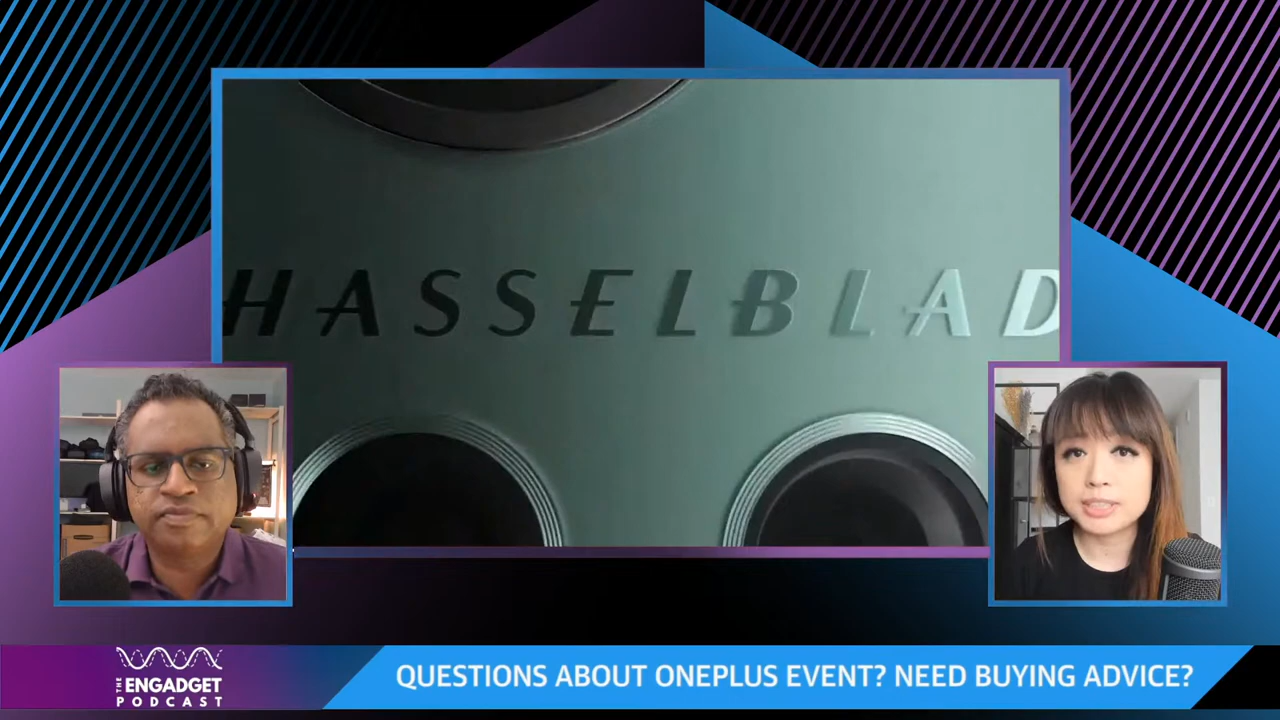 HASSELBLAD
THE
ENGADGET
PODCAST
QUESTIONS ABOUT ONEPLUS EVENT? NEED BUYING ADVICE?